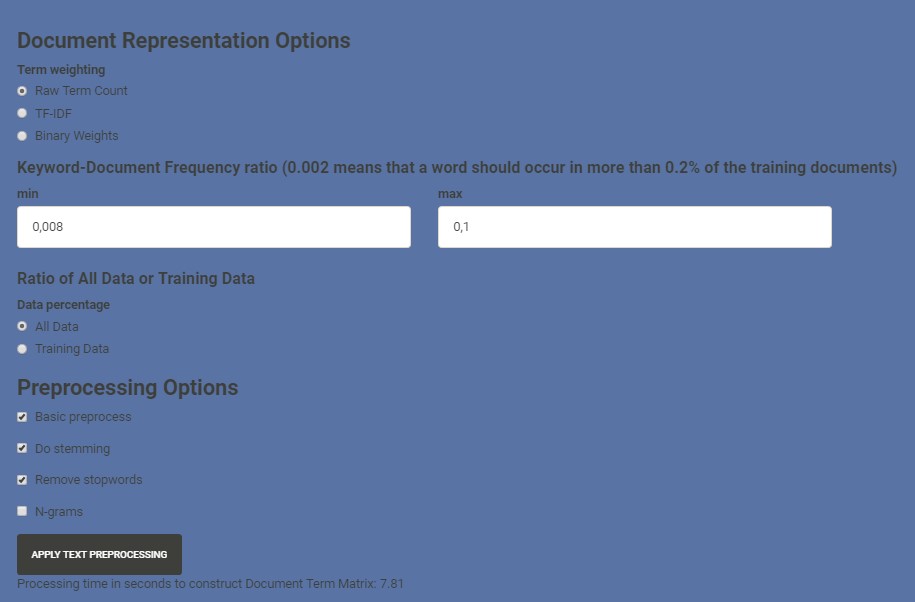 Document Representation Options
Term weighting
Raw Term Count
TF-IDF
Binary Weights
Keyword-Document Frequency ratio (0.002 means that a word should occur in more than 0.2% of the training documents)
min max
0,008 0,1
Ratio of All Data or Training Data
Data percentage
All Data
Training Data
Preprocessing Options
Basic preprocess
Do stemming
Remove stopwords
N-grams
APPLY TEXT PREPROCESSING
Processing time in seconds to construct Document Term Matrix: 7.81